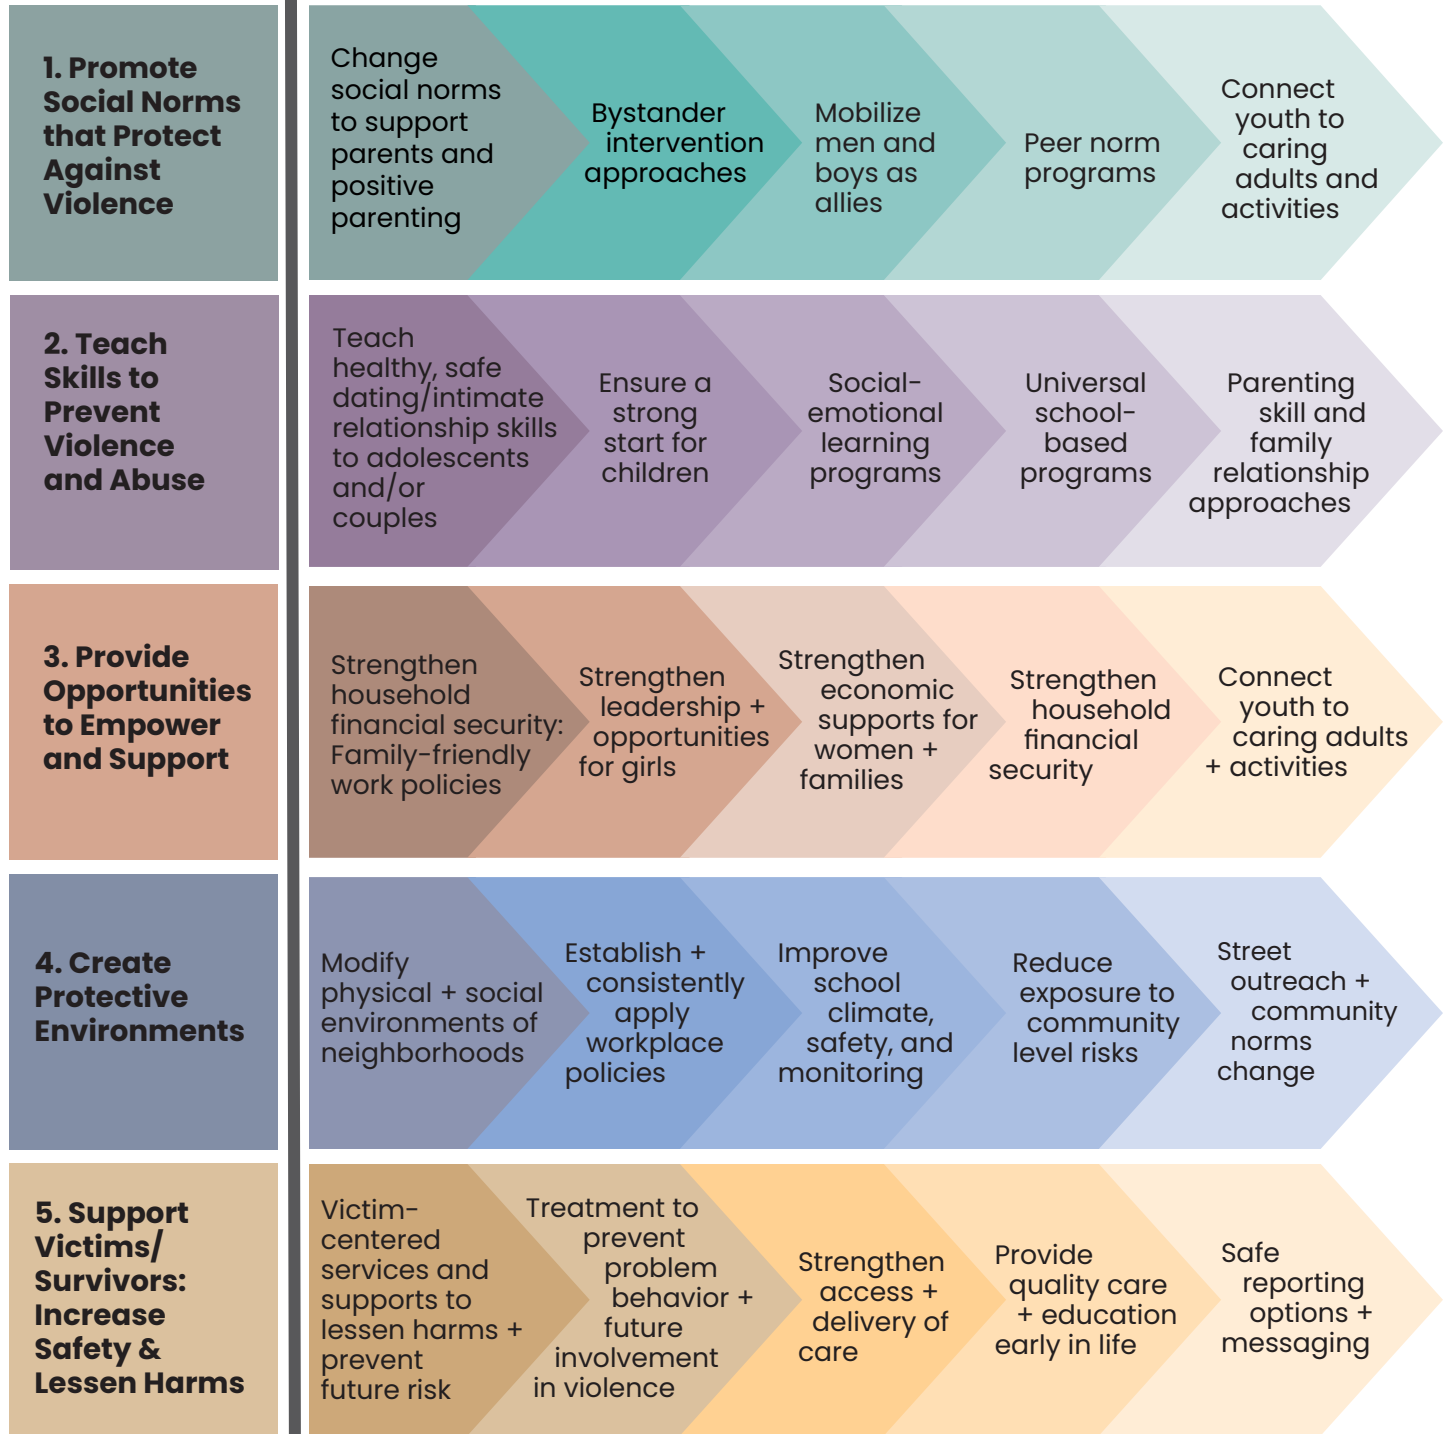 1. Promote
Social Norms
that Protect
Against
Violence
Change
social norms
to support
parents and
positive
parenting
Bystander
intervention
approaches
Mobilize
men and
boys as
allies
Peer norm
programs
Connect
youth to
caring
adults and
activities
2. Teach
Skills to
Prevent
Violence
and Abuse
Teach
healthy, safe
dating/intimate
relationship skills
to adolescents
and/or
couples
Ensure a
strong
start for
children
Social-
emotional
learning
programs
Universal
school-
based
programs
Parenting
skill and
family
relationship
approaches
3. Provide
Opportunities
to Empower
and Support
Strengthen
household
financial security:
Family-friendly
work policies
Strengthen
leadership +
opportunities
for girls
Strengthen
economic
supports for
women +
families
Strengthen
household
financial
security
Connect
youth to
caring adults
+ activities
4. Create
Protective
Environments
Modify
physical + social
environments of
neighborhoods
Establish +
consistently
apply
workplace
policies
Improve
school
climate,
safety, and
monitoring
Reduce
exposure to
community
level risks
Street
outreach +
community
norms
change
5. Support
Victims/
Survivors:
Increase
Safety &
Lessen Harms
Victim-
centered
services and
supports to
lessen harms +
prevent
future risk
Treatment to
prevent
problem
behavior +
future
involvement
in violence
Strengthen
access +
delivery of
care
Provide
quality care
+ education
early in life
Safe
reporting
options +
messaging